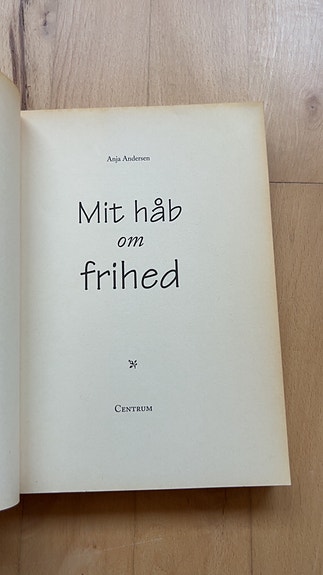 Anja Andersen
Mit håb
om
frihed
CENTRUM